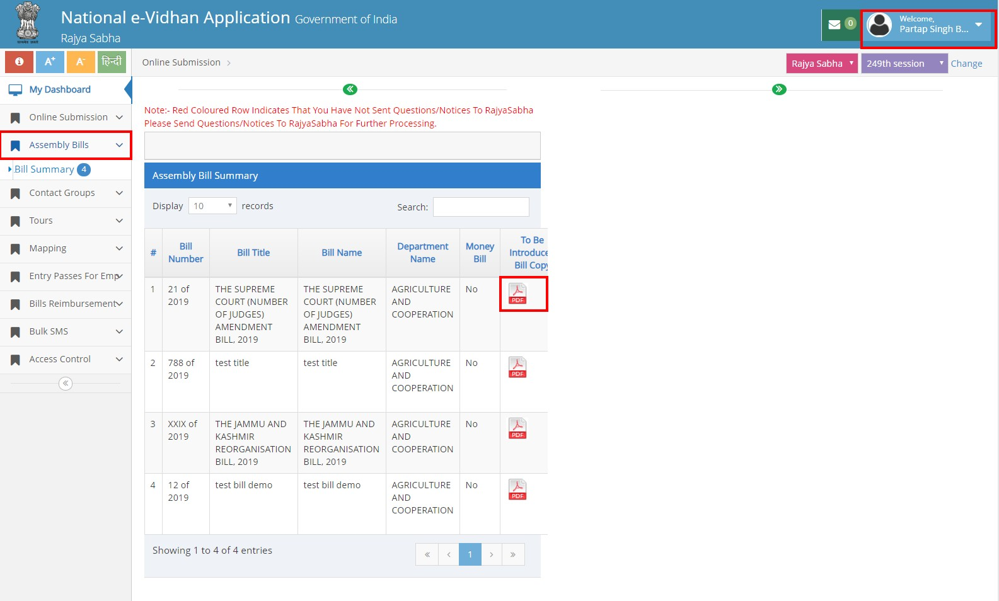 National e-Vidhan Application Government of India
Rajya Sabha
0
Welcome,
Partap Singh B...
A+
A-
हिन्दी
Online Submission
Rajya Sabha
249th session
Change
My Dashboard
Online Submission
Assembly Bills
Bill Summary 4
Contact Groups
Tours
Mapping
Entry Passes For Emp
Bills Reimbursement
Bulk SMS
Access Control
Note:- Red Coloured Row Indicates That You Have Not Sent Questions/Notices To RajyaSabha
Please Send Questions/Notices To RajyaSabha For Further Processing.
Assembly Bill Summary
Display 10 records
Search:
# Bill Number Bill Title Bill Name Department Name Money Bill To Be Introduce Bill Copy
1 21 of 2019 THE SUPREME COURT (NUMBER OF JUDGES) AMENDMENT BILL, 2019 THE SUPREME COURT (NUMBER OF JUDGES) AMENDMENT BILL, 2019 AGRICULTURE AND COOPERATION No PDF
2 788 of 2019 test title test title AGRICULTURE AND COOPERATION No PDF
3 XXIX of 2019 THE JAMMU AND KASHMIR REORGANISATION BILL, 2019 THE JAMMU AND KASHMIR REORGANISATION BILL, 2019 AGRICULTURE AND COOPERATION No PDF
4 12 of 2019 test bill demo test bill demo AGRICULTURE AND COOPERATION No PDF
Showing 1 to 4 of 4 entries
« ‹ 1 › »